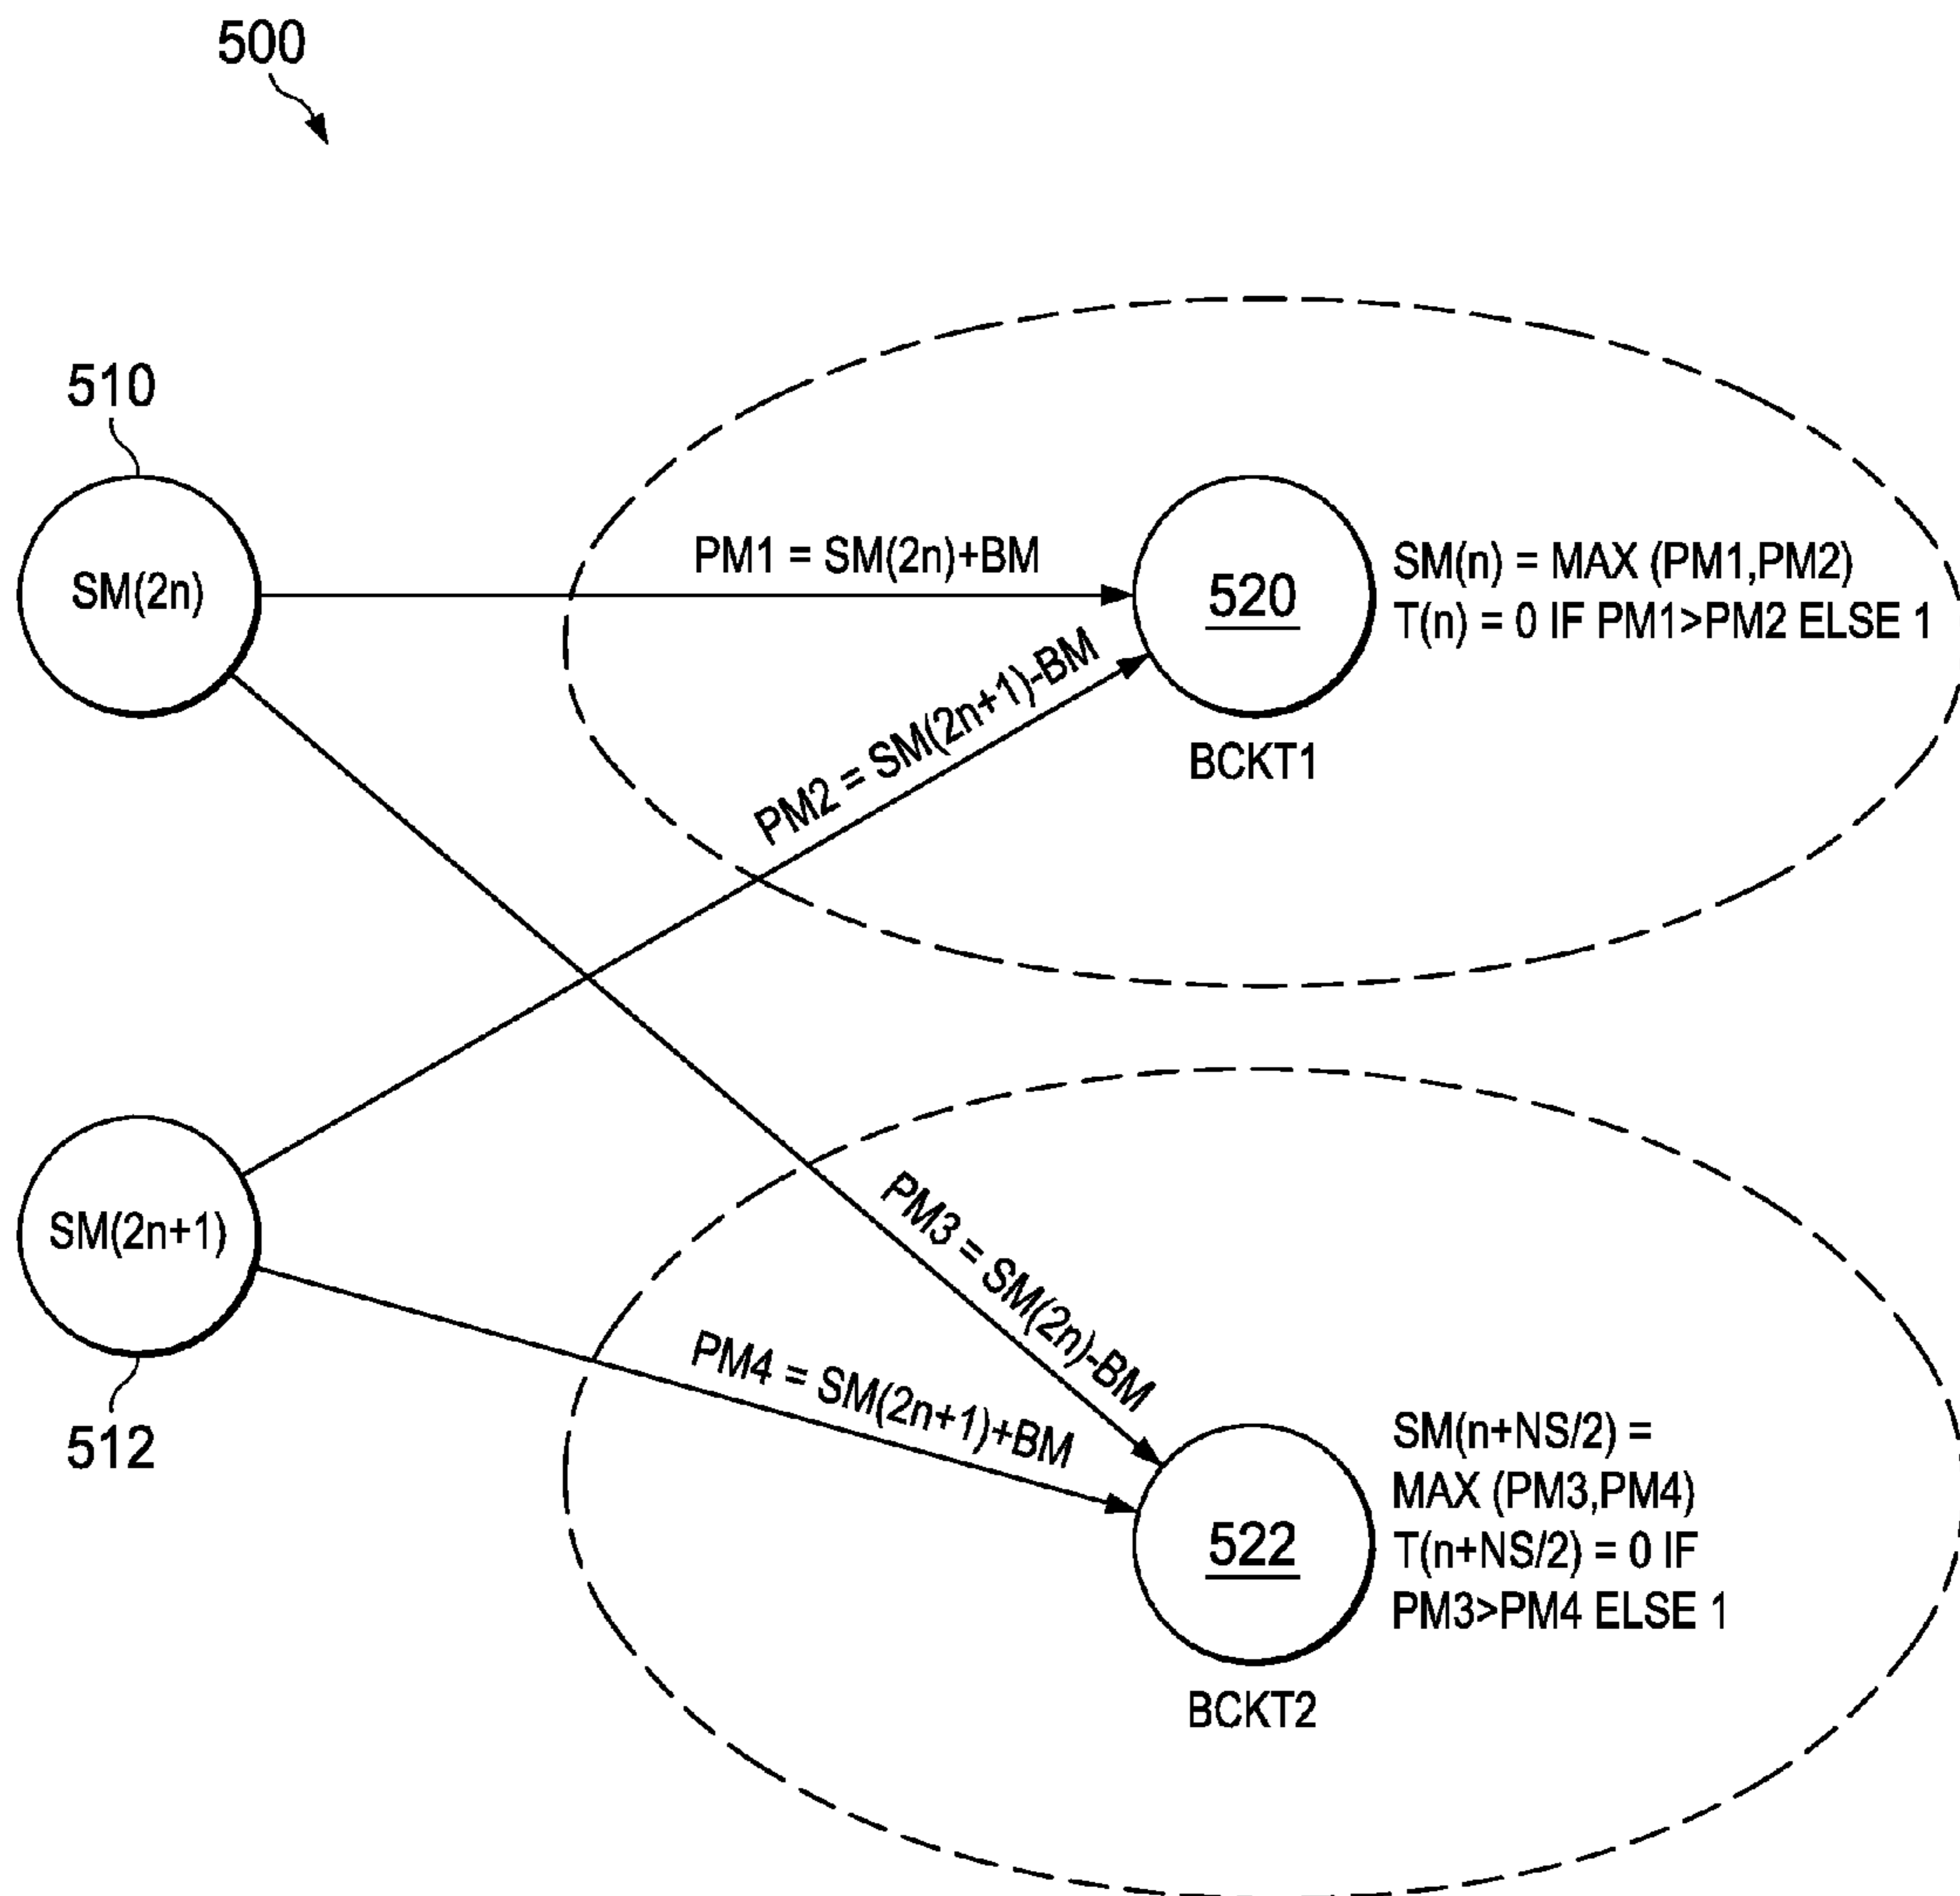 500
510
SM(2n)
PM1 = SM(2n)+BM
520
SM(n) = MAX (PM1,PM2)
T(n) = 0 IF PM1>PM2 ELSE 1
PM2 = SM(2n+1)-BM
BCKT1
SM(2n+1)
512
PM3 = SM(2n)-BM
PM4 = SM(2n+1)+BM
522
SM(n+NS/2) =
MAX (PM3,PM4)
T(n+NS/2) = 0 IF
PM3>PM4 ELSE 1
BCKT2